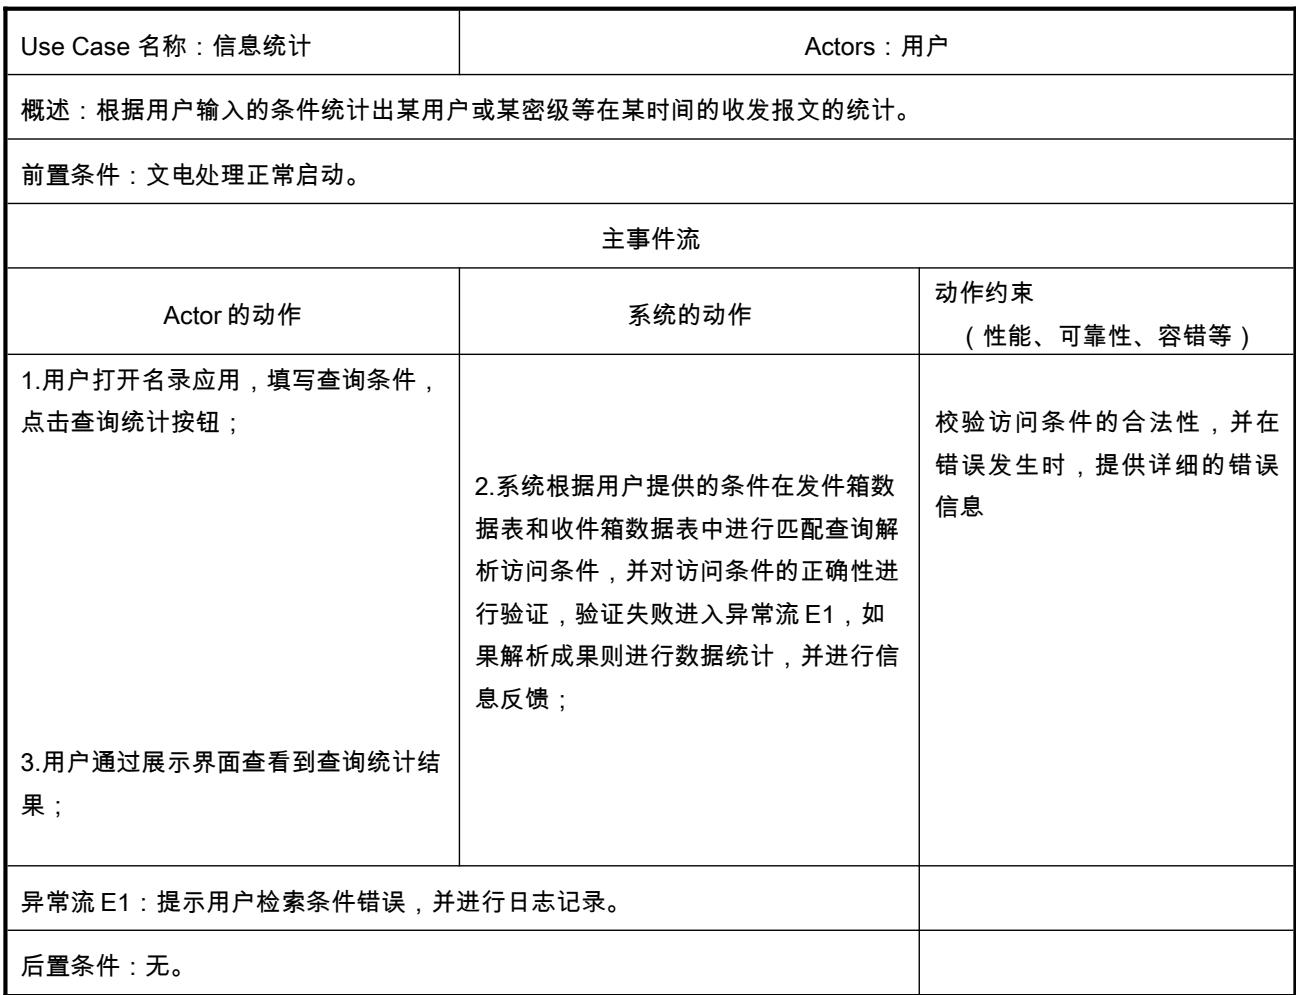 Use Case 名称：信息统计
Actors：用户
概述：根据用户输入的条件统计出某用户或某密级等在某时间的收发报文的统计。
前置条件：文电处理正常启动。
主事件流
Actor 的动作
系统的动作
动作约束
（性能、可靠性、容错等）
1.用户打开名录应用，填写查询条件，
点击查询统计按钮；
2.系统根据用户提供的条件在发件箱数
据表和收件箱数据表中进行匹配查询解
析访问条件，并对访问条件的正确性进
行验证，验证失败进入异常流 E1，如
果解析成果则进行数据统计，并进行信
息反馈；
3.用户通过展示界面查看到查询统计结
果；
校验访问条件的合法性，并在
错误发生时，提供详细的错误
信息
异常流 E1：提示用户检索条件错误，并进行日志记录。
后置条件：无。